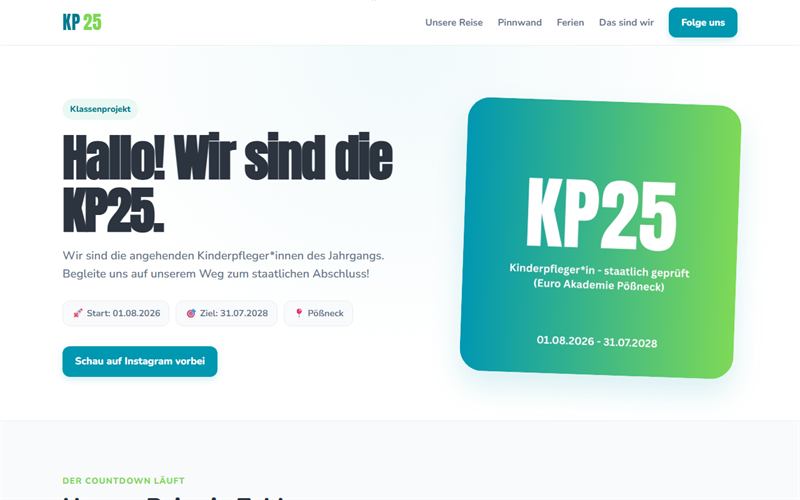 KP 25
Unsere Reise
Pinnwand
Ferien
Das sind wir
Folge uns
Klassenprojekt
Hallo! Wir sind die
KP25.
Wir sind die angehenden Kinderpfleger*innen des Jahrgangs.
Begleite uns auf unserem Weg zum staatlichen Abschluss!
Start: 01.08.2026
Ziel: 31.07.2028
Pößneck
Schau auf Instagram vorbei
KP25
Kinderpfleger*in - staatlich geprüft
(Euro Akademie Pößneck)
01.08.2026 - 31.07.2028
DER COUNTDOWN LÄUFT